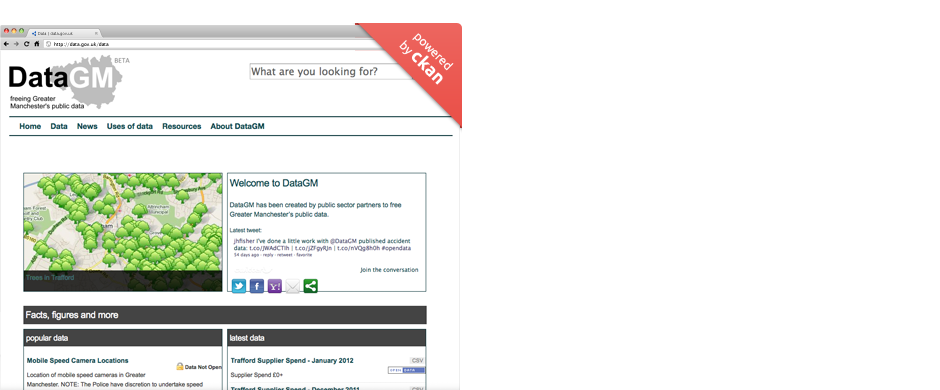 Data | data.gov.uk
http://data.gov.uk/data
powered
by ckan
BETA
DataGM
freeing Greater
Manchester's public data
What are you looking for?
Home Data News Uses of data Resources About DataGM
Trees in Trafford
Welcome to DataGM
DataGM has been created by public sector partners to free
Greater Manchester's public data.
Latest tweet:
jhfisher I've done a little work with @DataGM published accident
data: t.co/JWAdCTIh | t.co/jZFgyRJn | t.co/nVQg8hOh #opendata
54 days ago · reply · retweet · favorite
Join the conversation
Facts, figures and more
popular data
Mobile Speed Camera Locations
Data Not Open
Location of mobile speed cameras in Greater
Manchester. NOTE: The Police have discretion to undertake speed
latest data
Trafford Supplier Spend - January 2012
CSV
Supplier Spend £0+
OPEN DATA
Trafford Supplier Spend - December 2011